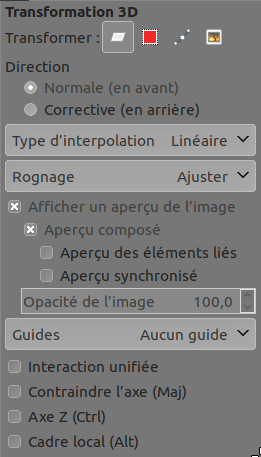 Transformation 3D
Transformer :
Direction
Normale (en avant)
Corrective (en arrière)
Type d’interpolation Linéaire
Rognage Ajuster
Afficher un aperçu de l’image
Aperçu composé
Aperçu des éléments liés
Aperçu synchronisé
Opacité de l’image 100,0
Guides Aucun guide
Interaction unifiée
Contraindre l’axe (Maj)
Axe Z (Ctrl)
Cadre local (Alt)